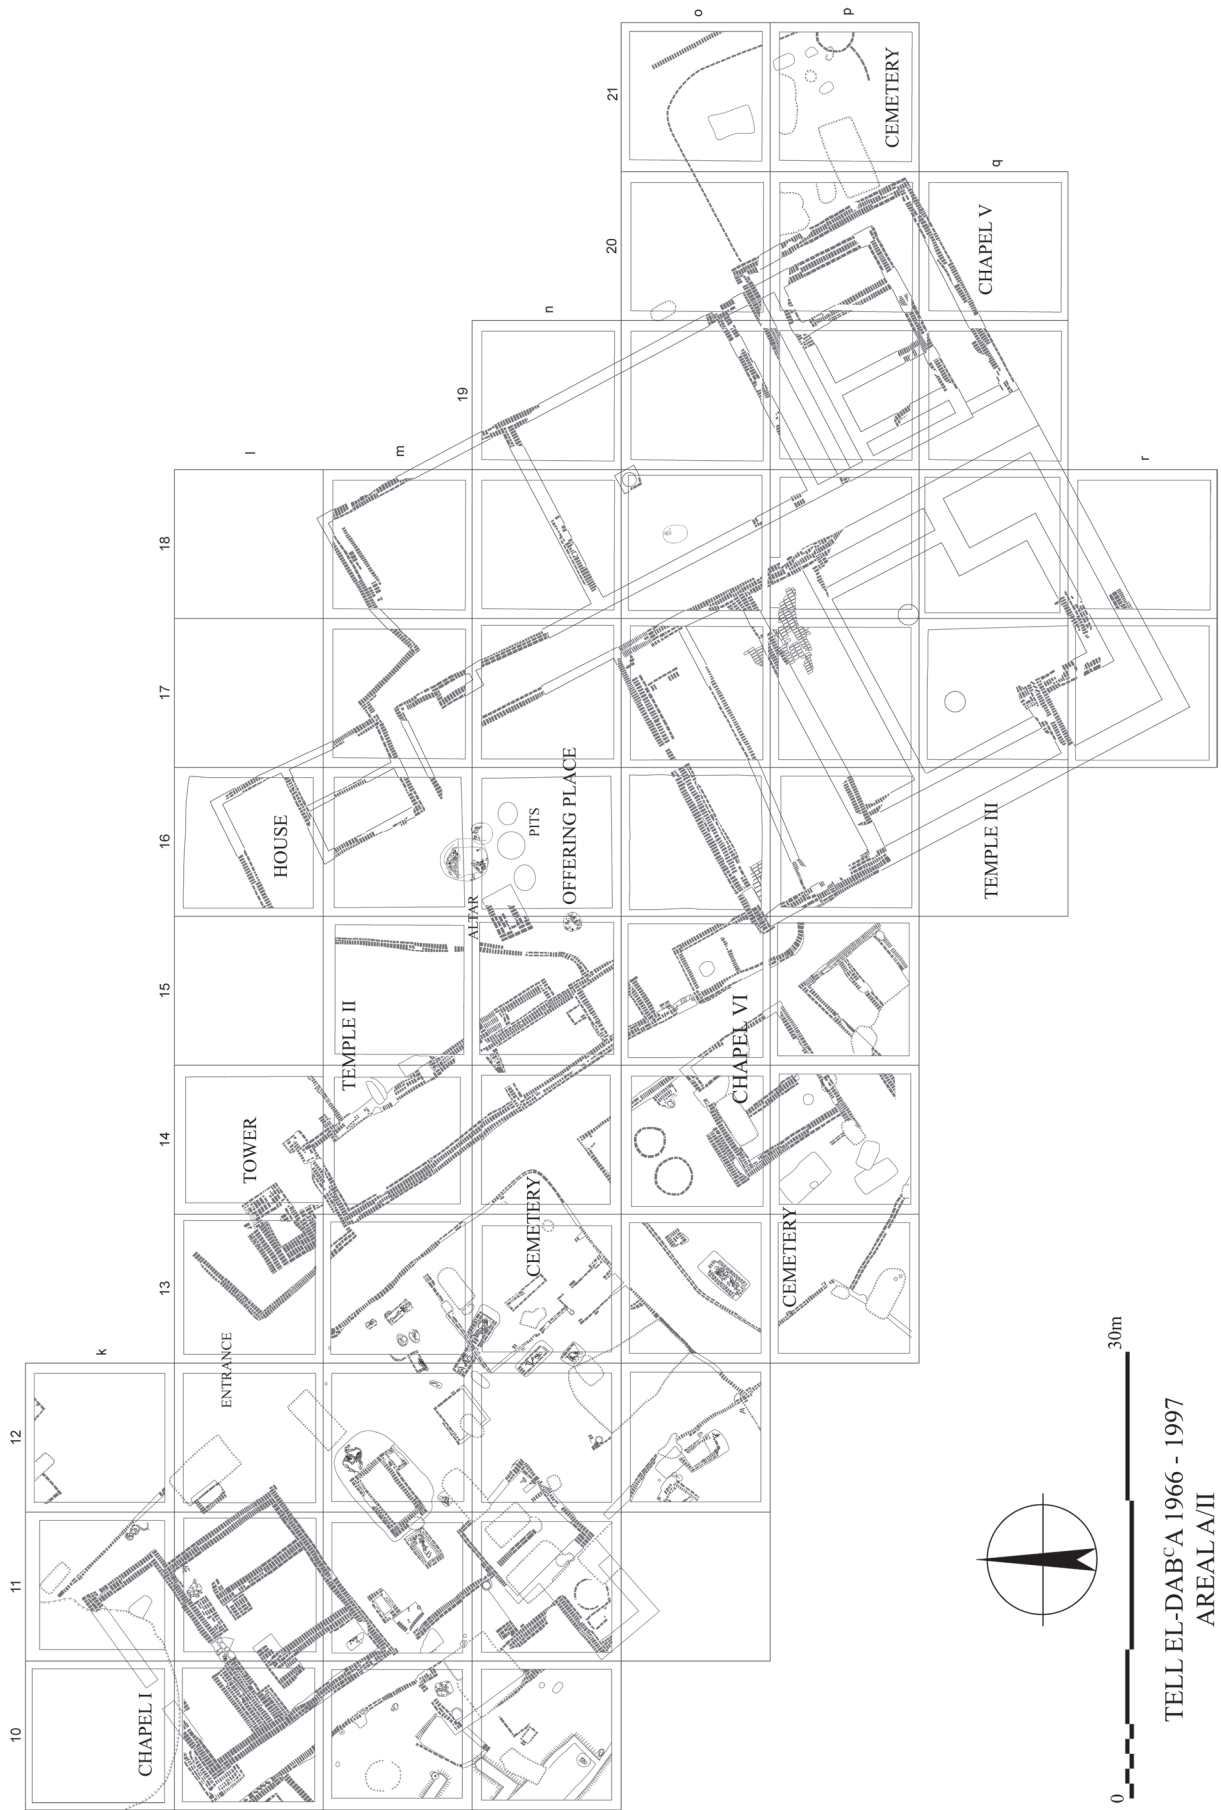 o
p
21
CEMETERY
q
20
CHAPEL V
n
19
l
m
r
18
17
16
HOUSE
PITS
OFFERING PLACE
ALTAR
TEMPLE III
15
TEMPLE II
CHAPEL VI
TOWER
14
CEMETERY
CEMETERY
13
ENTRANCE
k
12
11
10
CHAPEL I
0
30m
TELL EL-DABᶜA 1966 - 1997
AREAL A/II